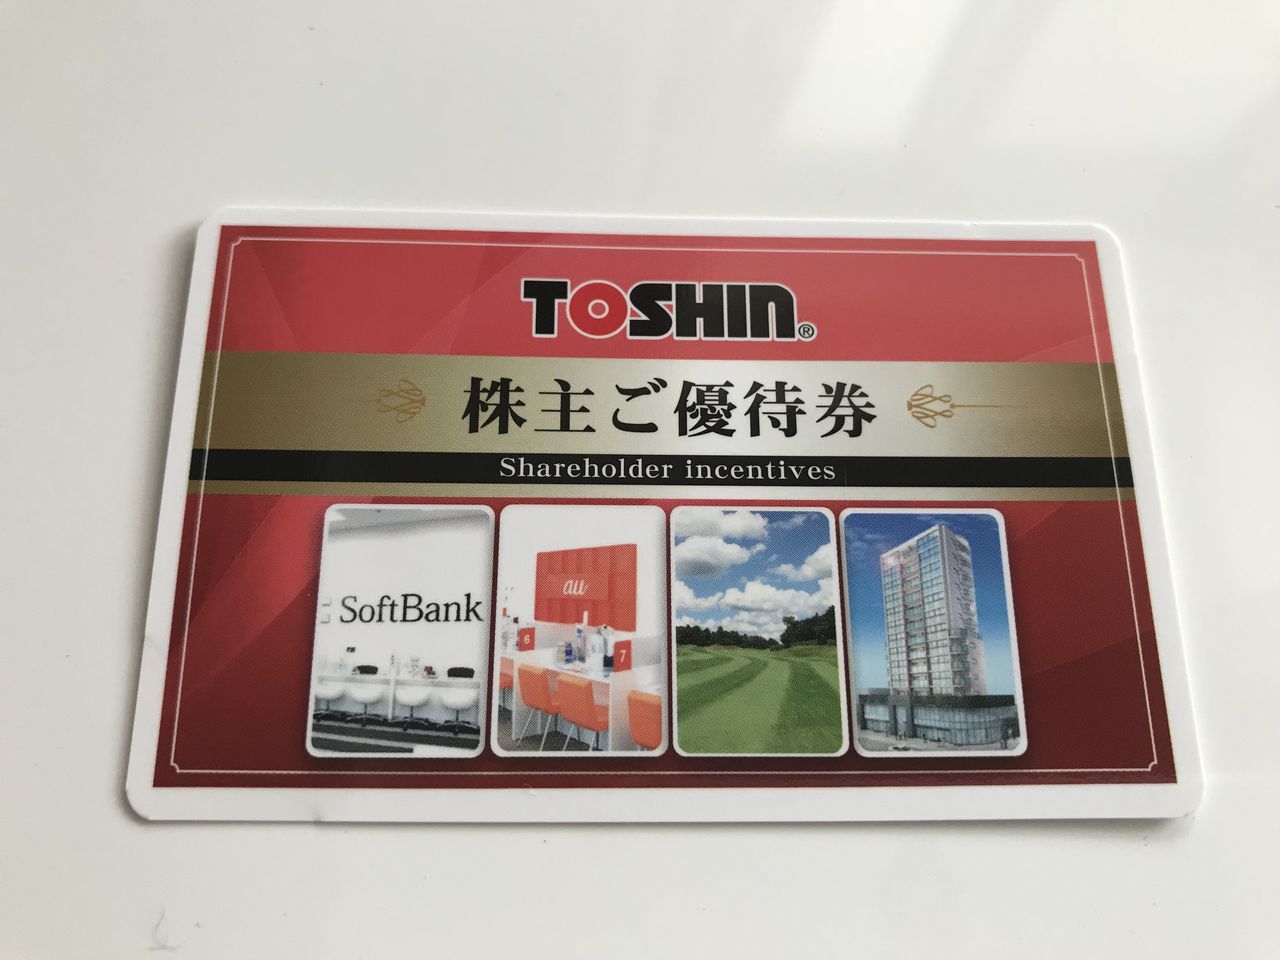 TOSHIN®
株主ご優待券
Shareholder incentives
SoftBank
au
6
7